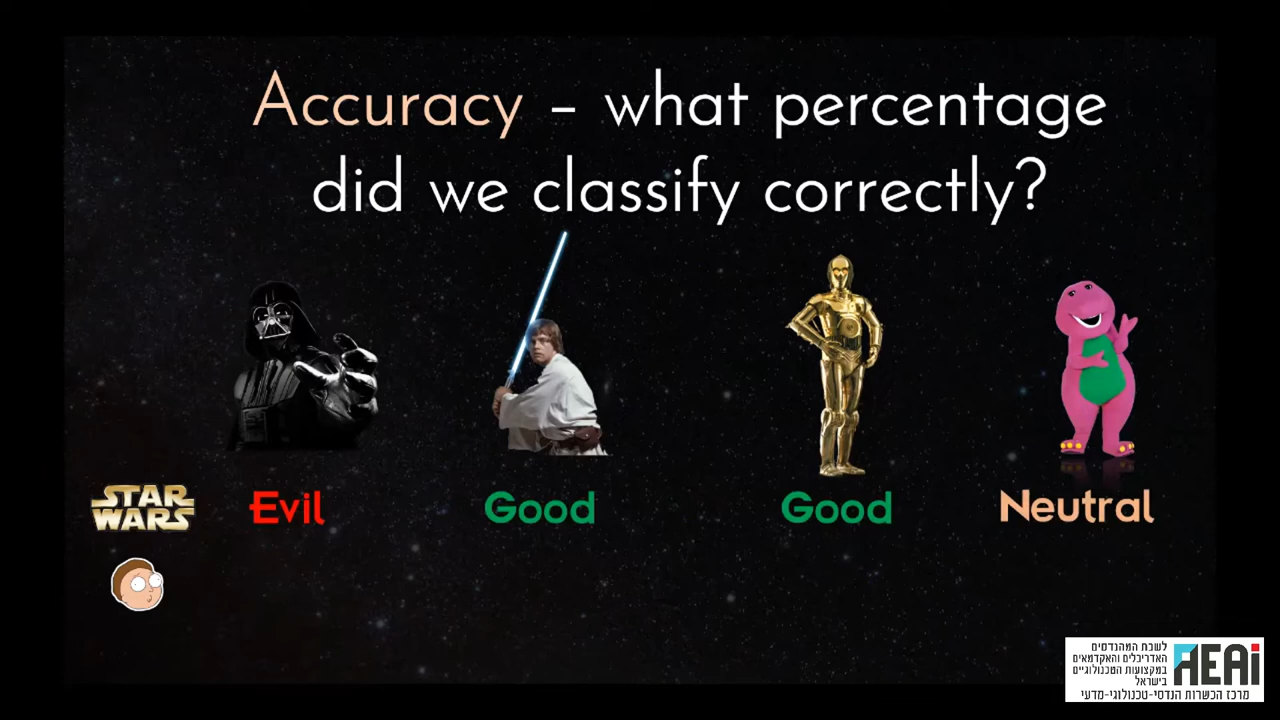 Accuracy – what percentage
did we classify correctly?
STAR
WARS
Evil
Good
Good
Neutral
לשכת המהנדסים
האדריכלים והאקדמאים
במקצועות הטכנולוגיים
בישראל
AEAi
מרכז הכשרות הנדסי-טכנולוגי-מדעי